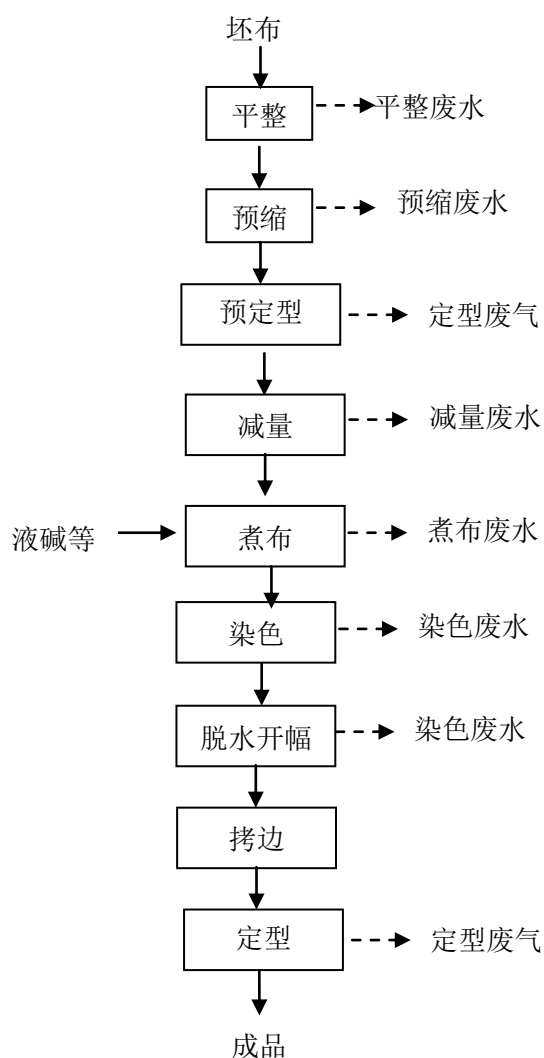 坯布
平整
平整废水
预缩
预缩废水
预定型
定型废气
减量
减量废水
液碱等
煮布
煮布废水
染色
染色废水
脱水开幅
染色废水
拷边
定型
定型废气
成品